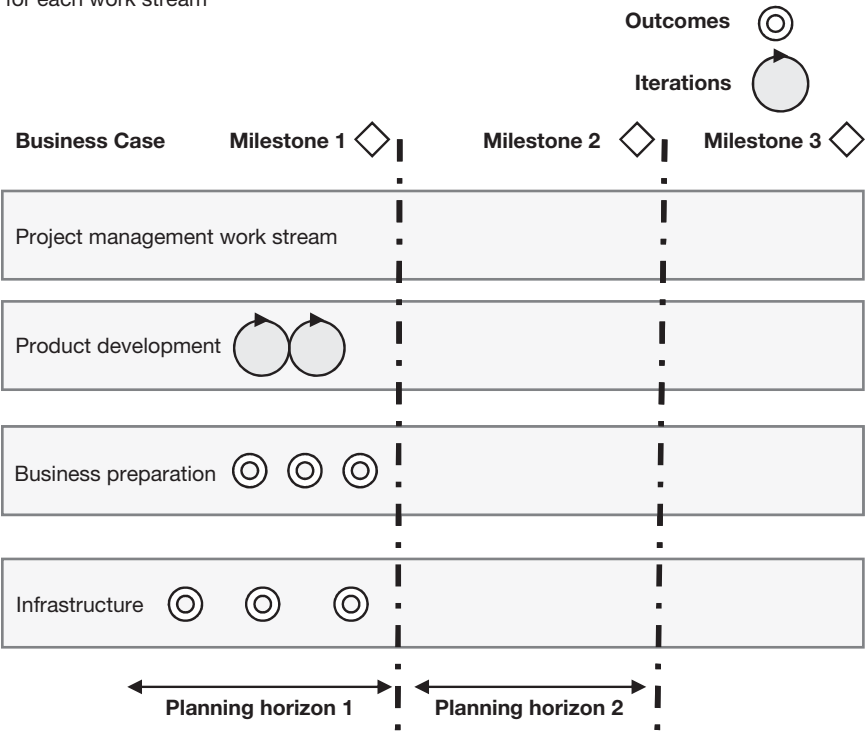 for each work stream
Outcomes
Iterations
Business Case Milestone 1 Milestone 2 Milestone 3
Project management work stream
Product development
Business preparation
Infrastructure
Planning horizon 1 Planning horizon 2